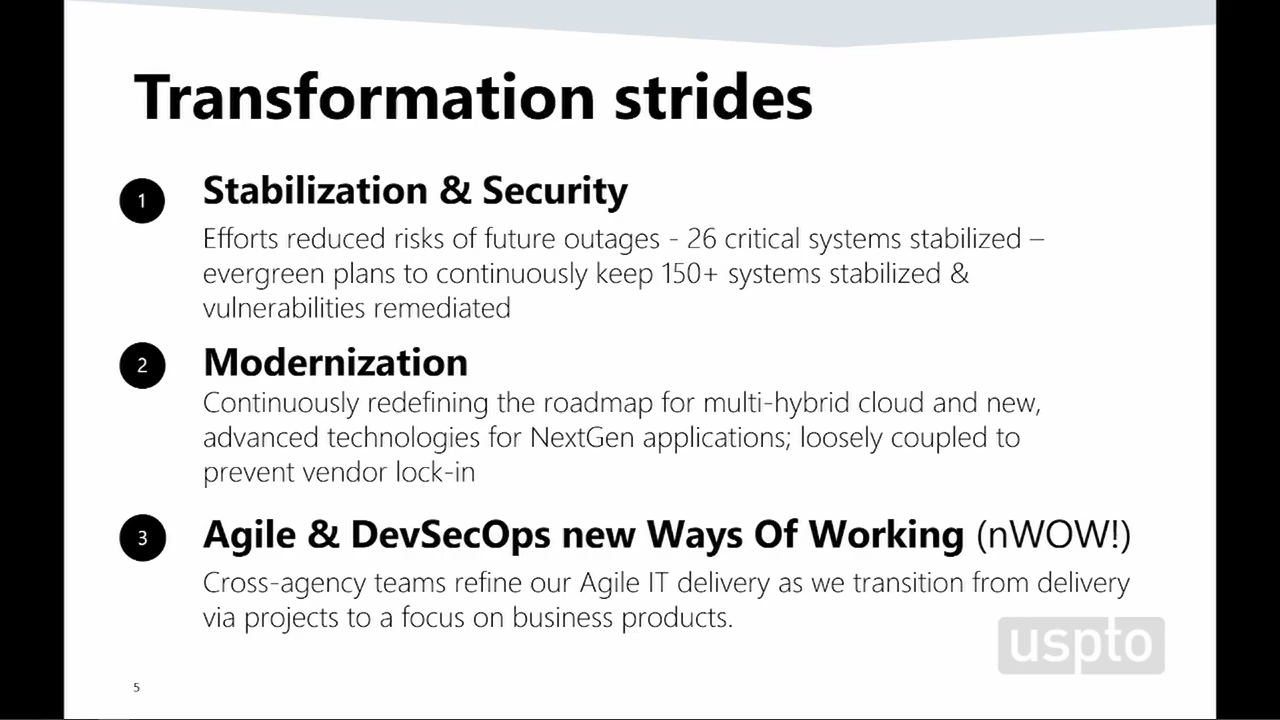 Transformation strides
1
Stabilization & Security
Efforts reduced risks of future outages - 26 critical systems stabilized –
evergreen plans to continuously keep 150+ systems stabilized &
vulnerabilities remediated
2
Modernization
Continuously redefining the roadmap for multi-hybrid cloud and new,
advanced technologies for NextGen applications; loosely coupled to
prevent vendor lock-in
3
Agile & DevSecOps new Ways Of Working (nWOW!)
Cross-agency teams refine our Agile IT delivery as we transition from delivery
via projects to a focus on business products.
uspto
5